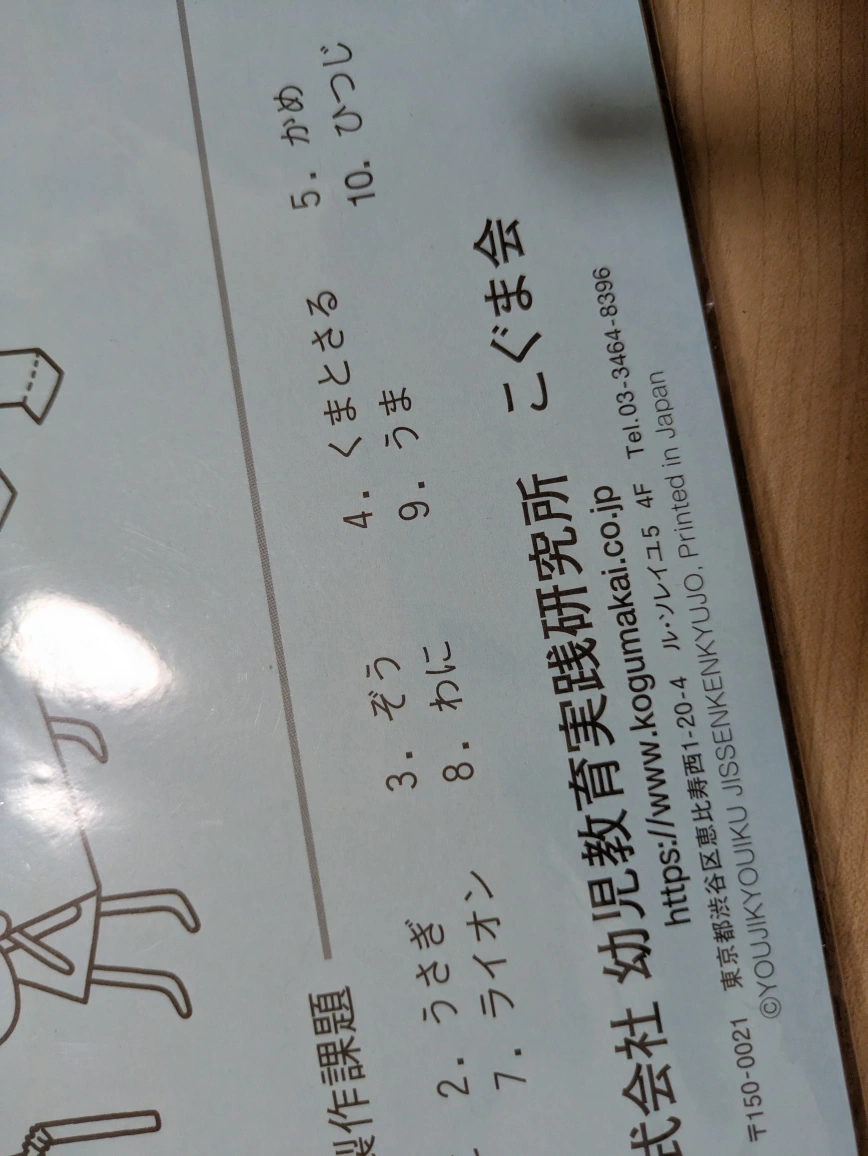 製作課題
2. うさぎ 3. ぞう 4. くまとさる 5. かめ
7. ライオン 8. わに 9. うま 10. ひつじ
式会社 幼児教育実践研究所 こぐま会
https://www.kogumakai.co.jp
〒150-0021 東京都渋谷区恵比寿西1-20-4 ル・ソレイユ5 4F Tel.03-3464-8396
©YOUJIKYOUIKU JISSENKENKYUJO, Printed in Japan